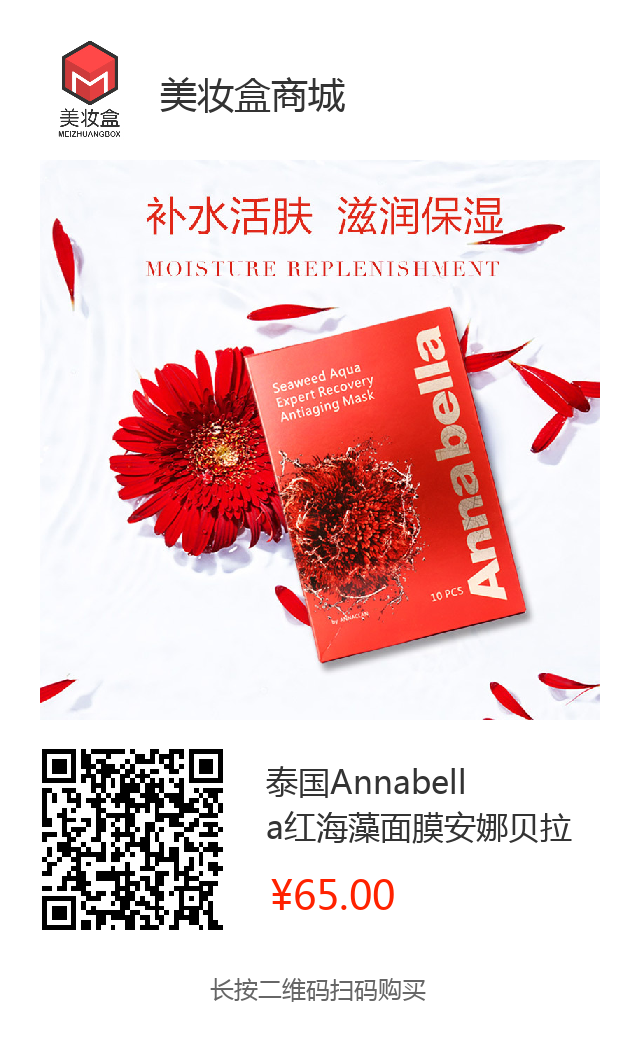 美妆盒
MEIZHUANGBOX
美妆盒商城
补水活肤 滋润保湿
MOISTURE REPLENISHMENT
Seaweed Aqua
Expert Recovery
Antiaging Mask
Annabella
10 PCS
by ANNACEEN
泰国Annabell
a红海藻面膜安娜贝拉
¥65.00
长按二维码扫码购买